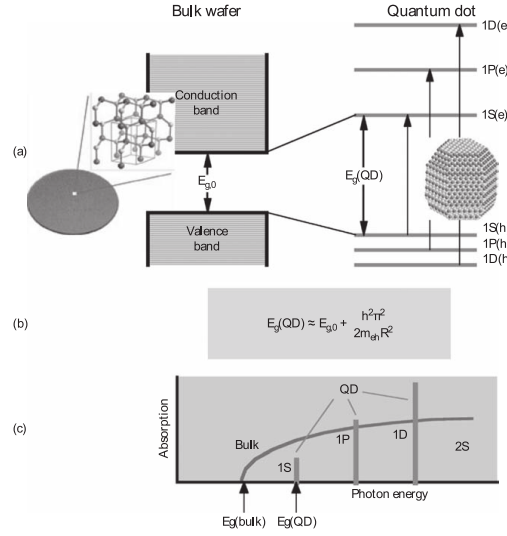 Bulk wafer
Quantum dot
1D(e
1P(e)
1S(e)
Conduction
band
(a)
E_g,0
E_g(QD)
Valence
band
1S(h
1P(h
1D(h
(b)
E_g(QD) ≈ E_g,0 + h²π² / 2m_ehR²
(c)
Absorption
QD
Bulk
1S
1P
1D
2S
Photon energy
Eg(bulk)
Eg(QD)